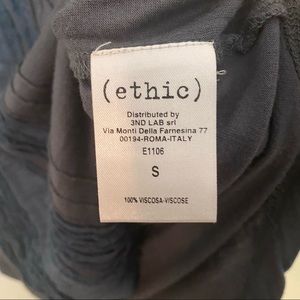 (ethic)
Distributed by
3ND LAB srl
Via Monti Della Farnesina 77
00194-ROMA-ITALY
E1106
S
100% VISCOSA-VISCOSE